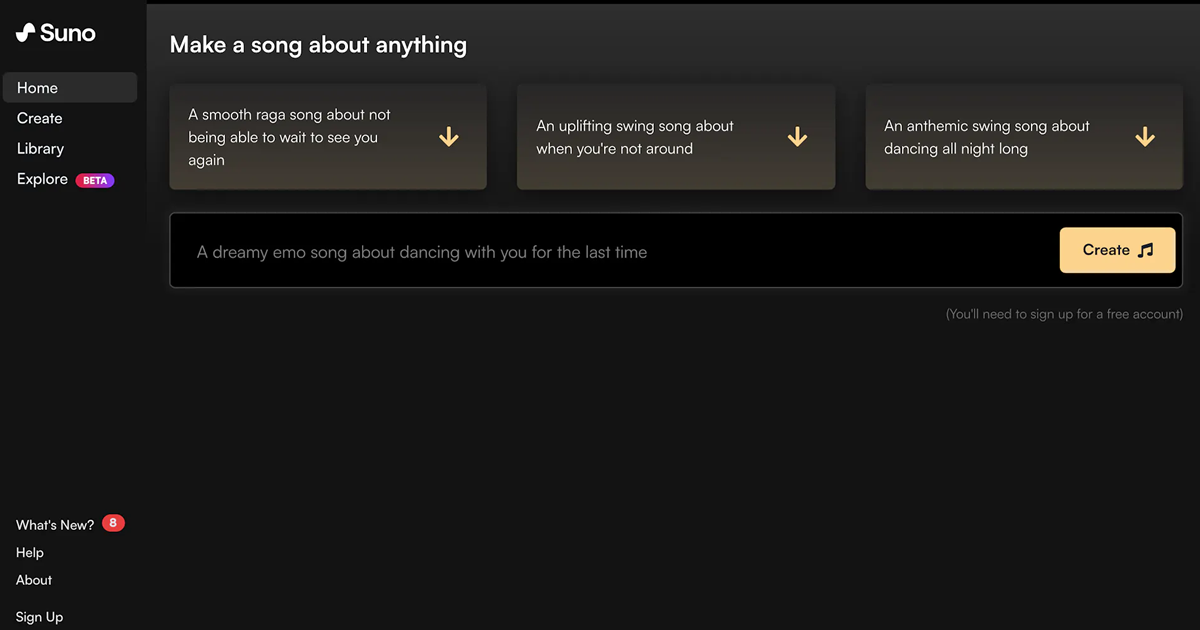 Suno
Home
Create
Library
Explore BETA
What's New? 8
Help
About
Sign Up
Make a song about anything
A smooth raga song about not
being able to wait to see you
again
An uplifting swing song about
when you're not around
An anthemic swing song about
dancing all night long
A dreamy emo song about dancing with you for the last time
Create
(You'll need to sign up for a free account)